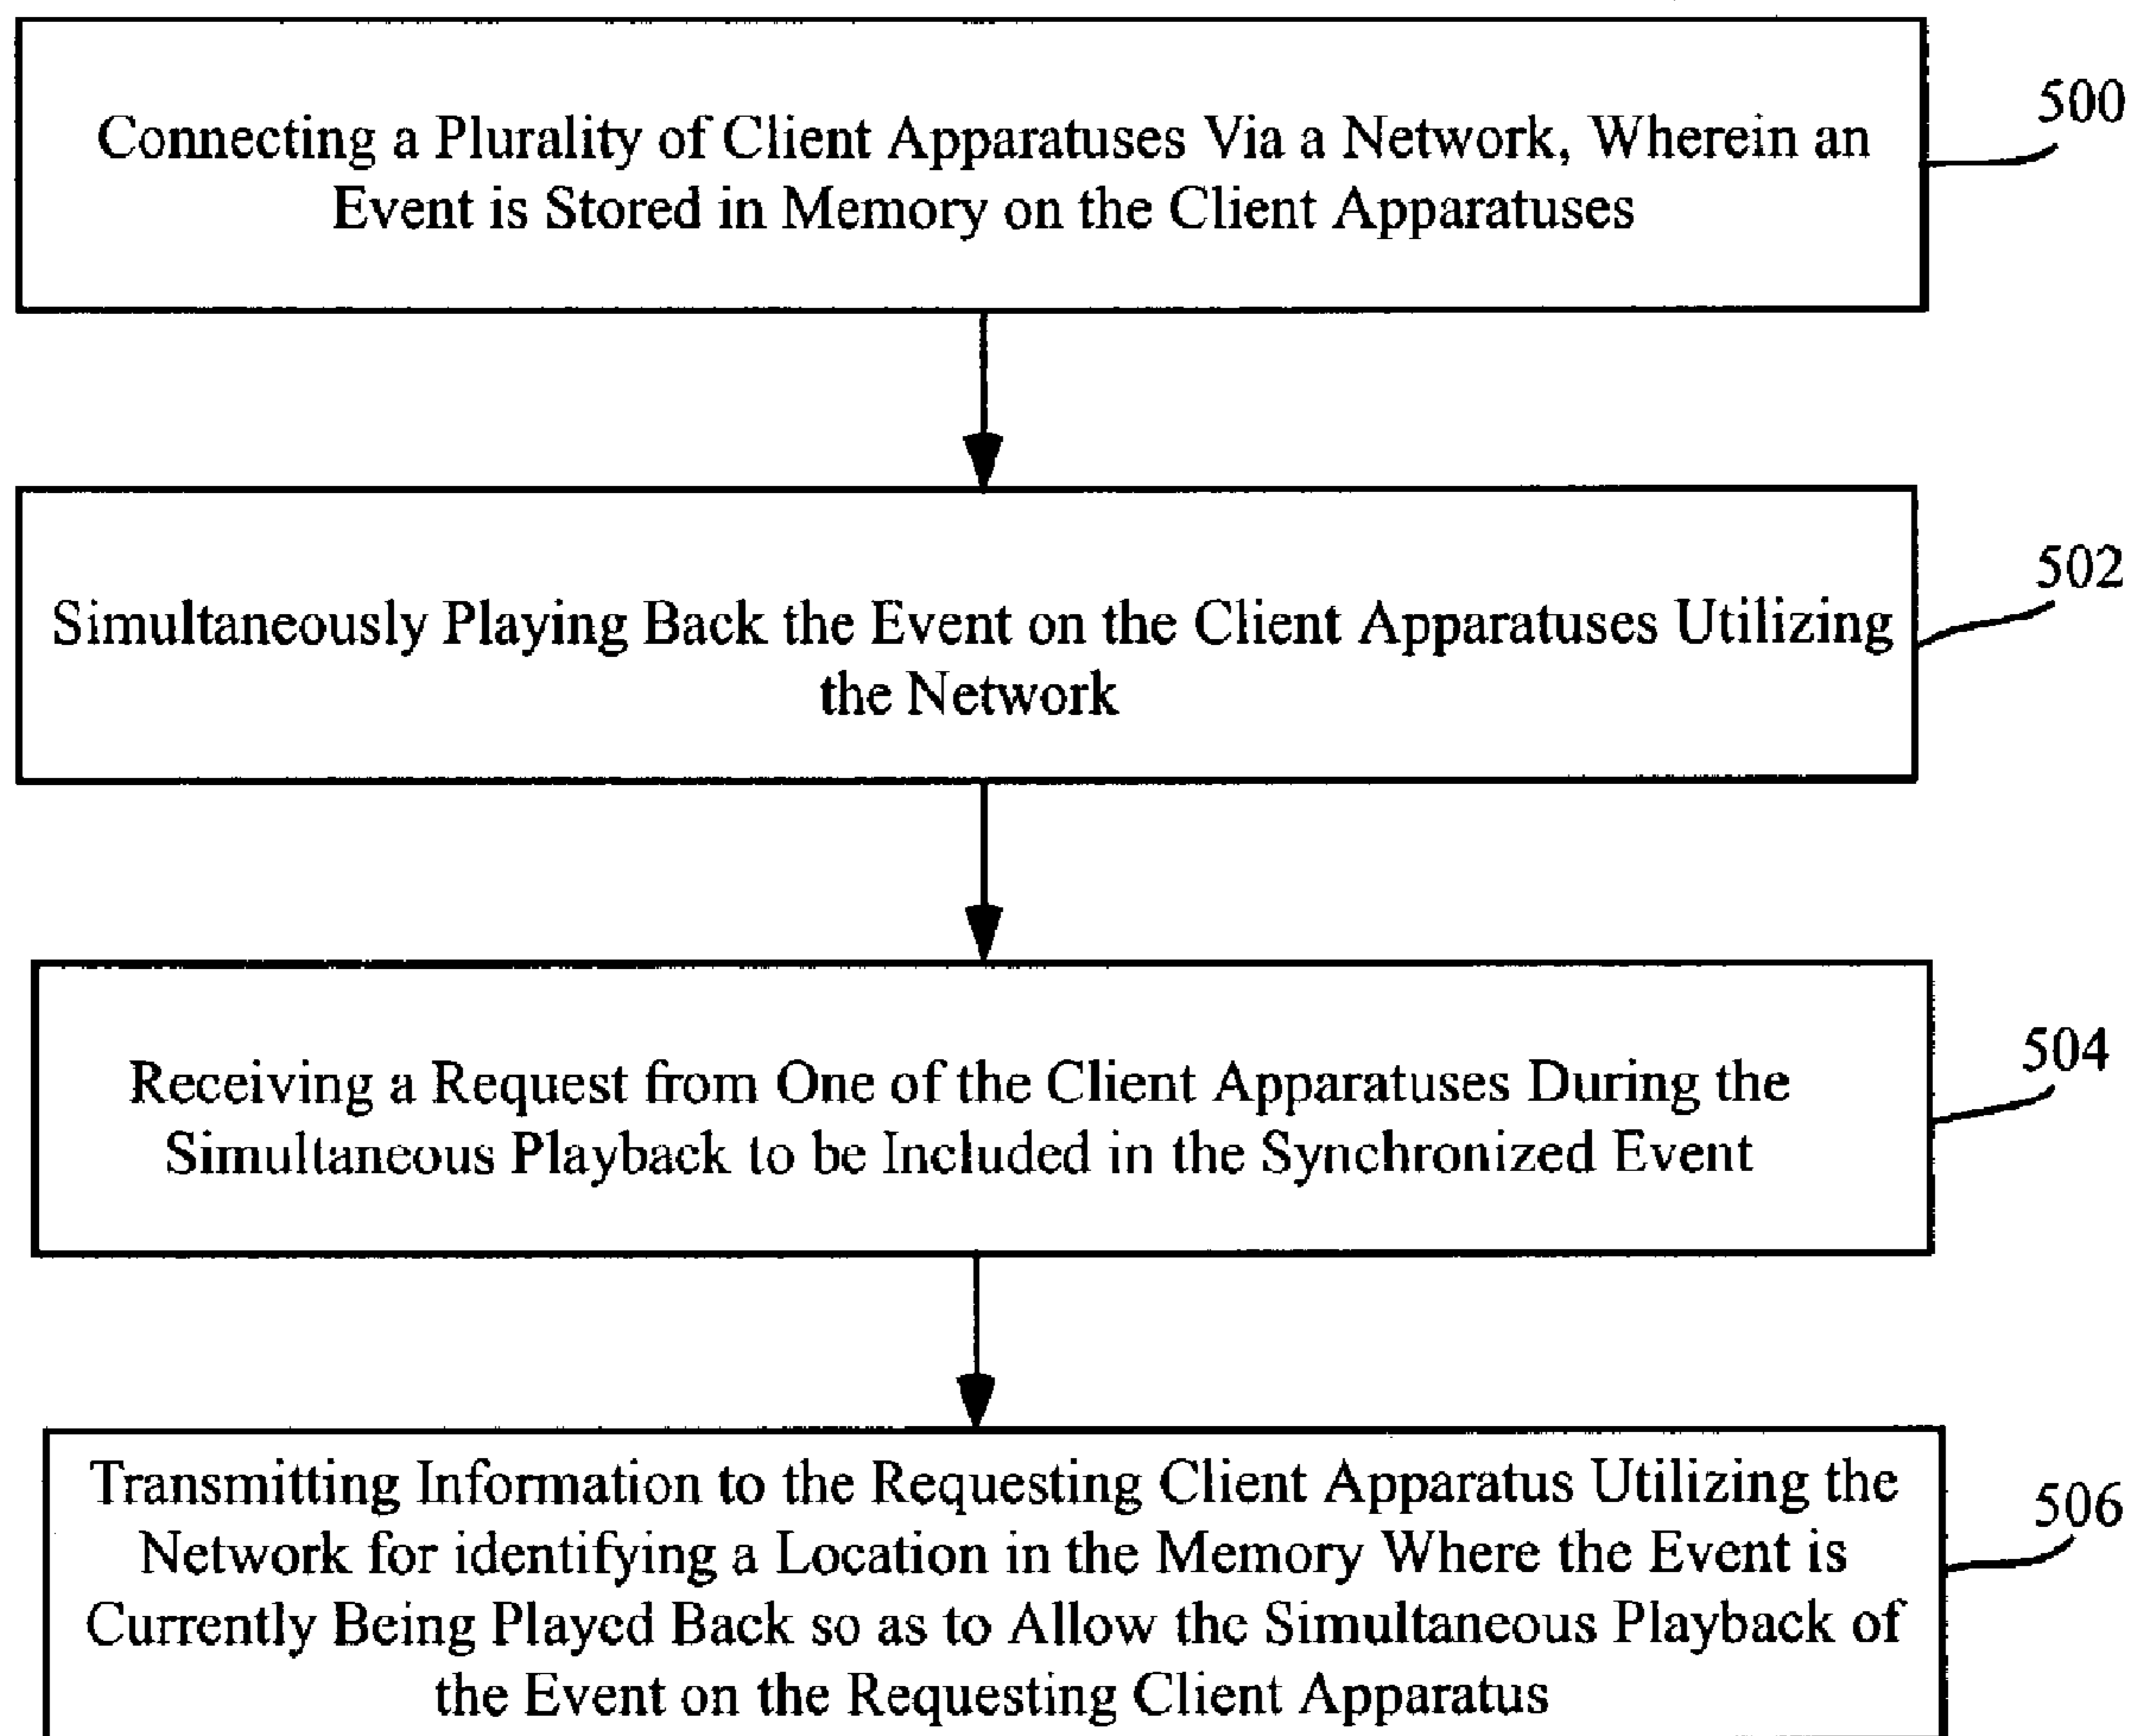 Connecting a Plurality of Client Apparatuses Via a Network, Wherein an
Event is Stored in Memory on the Client Apparatuses
500
Simultaneously Playing Back the Event on the Client Apparatuses Utilizing
the Network
502
Receiving a Request from One of the Client Apparatuses During the
Simultaneous Playback to be Included in the Synchronized Event
504
Transmitting Information to the Requesting Client Apparatus Utilizing the
Network for identifying a Location in the Memory Where the Event is
Currently Being Played Back so as to Allow the Simultaneous Playback of
the Event on the Requesting Client Apparatus
506